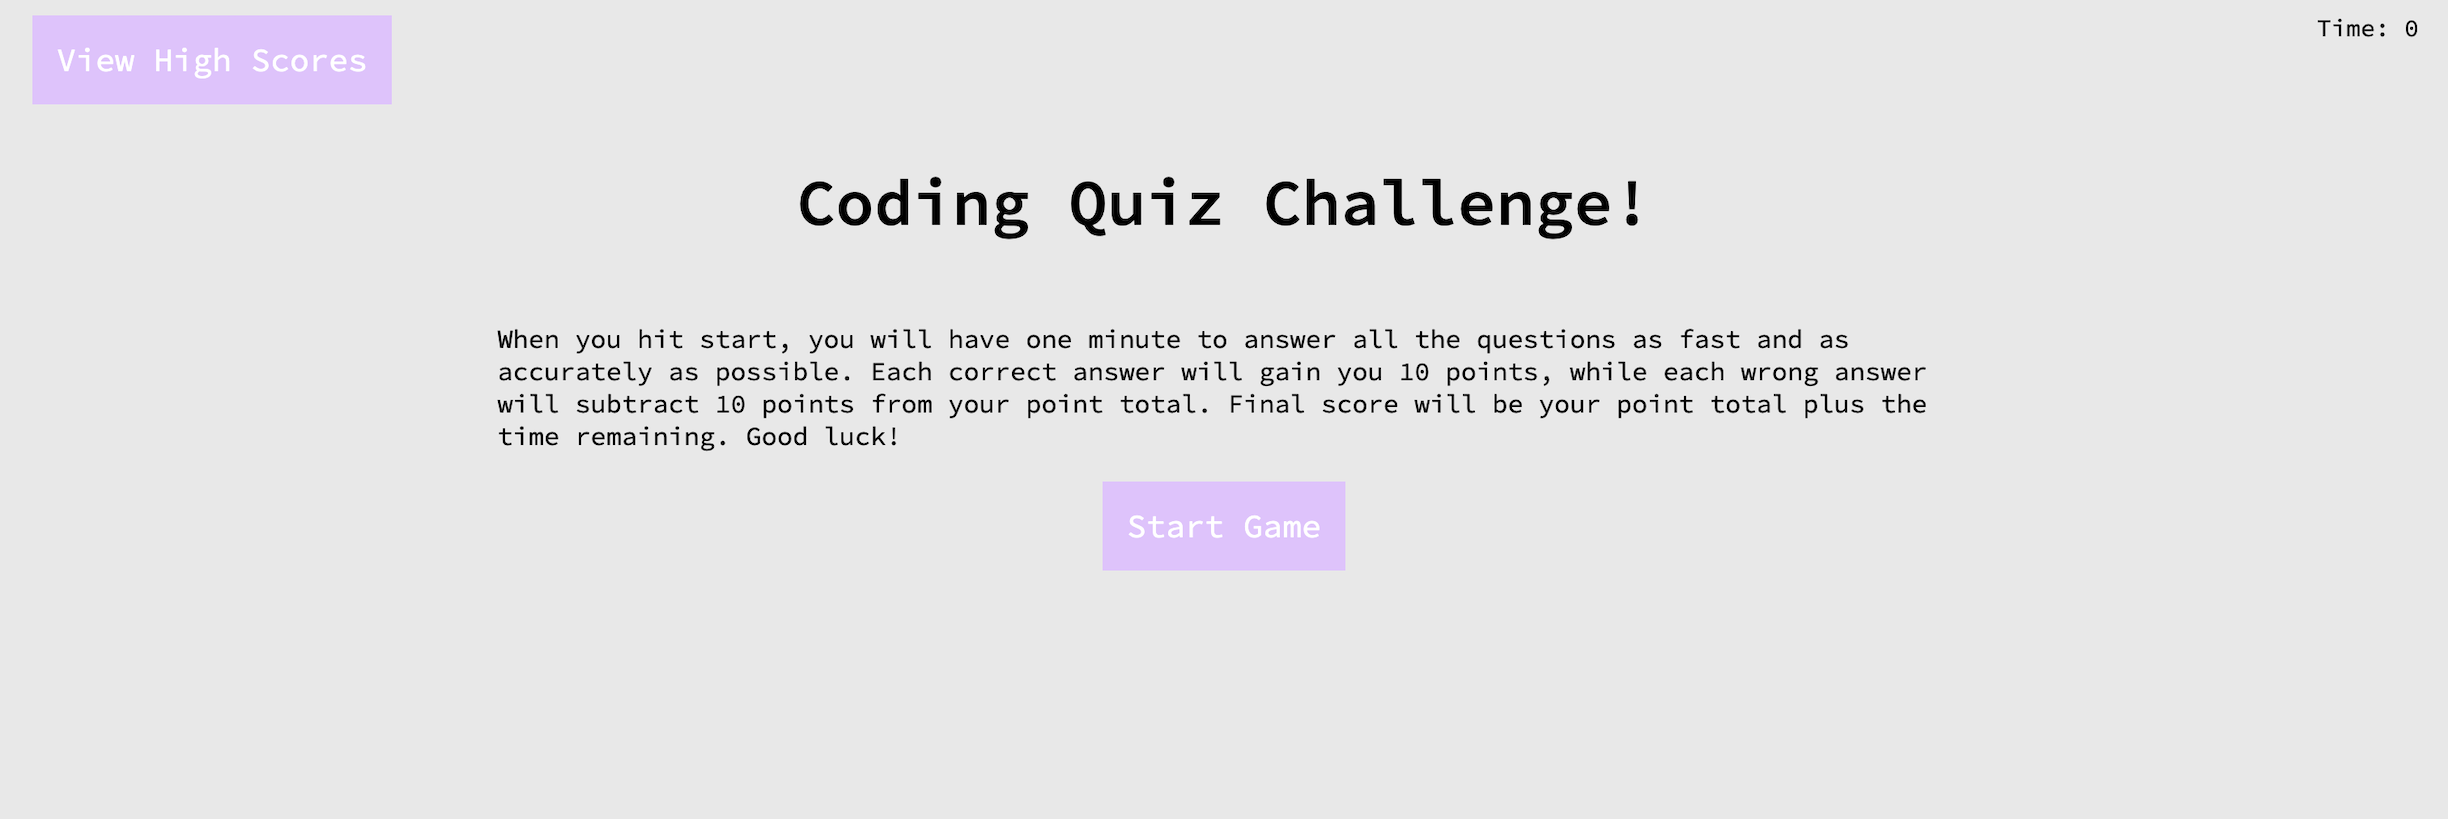 View High Scores
Time: 0
Coding Quiz Challenge!
When you hit start, you will have one minute to answer all the questions as fast and as
accurately as possible. Each correct answer will gain you 10 points, while each wrong answer
will subtract 10 points from your point total. Final score will be your point total plus the
time remaining. Good luck!
Start Game